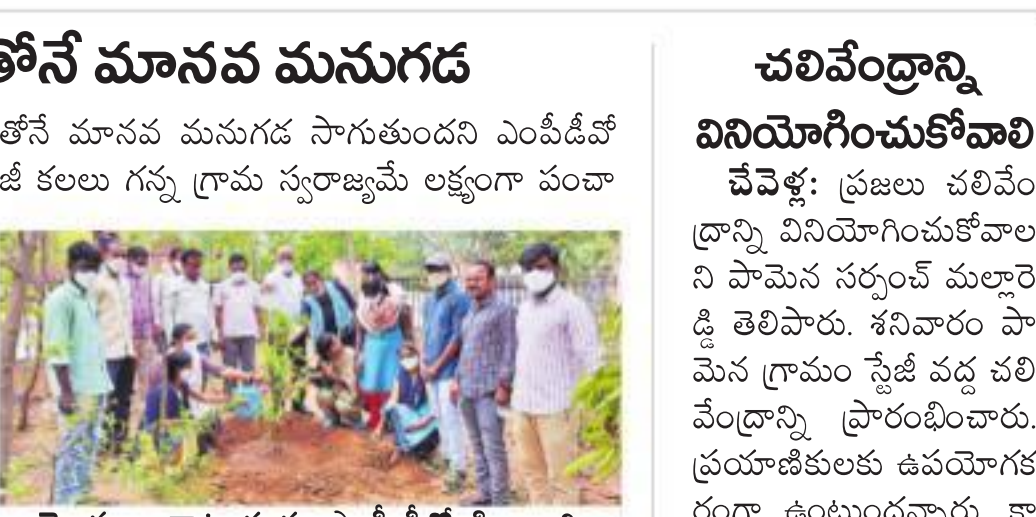 తోనే మానవ మనుగడ
తోనే మానవ మనుగడ సాగుతుందని ఎంపీడీవో
జీ కలలు గన్న గ్రామ స్వరాజ్యమే లక్ష్యంగా పంచా
చలివేంద్రాన్ని
వినియోగించుకోవాలి
చేవెళ్ల: ప్రజలు చలివేం
ద్రాన్ని వినియోగించుకోవాల
ని పామెన సర్పంచ్ మల్లారె
డ్డి తెలిపారు. శనివారం పా
మెన గ్రామం స్టేజీ వద్ద చలి
వేంద్రాన్ని ప్రారంభించారు.
ప్రయాణికులకు ఉపయోగక
రంగా ఉంటుందన్నారు. కా